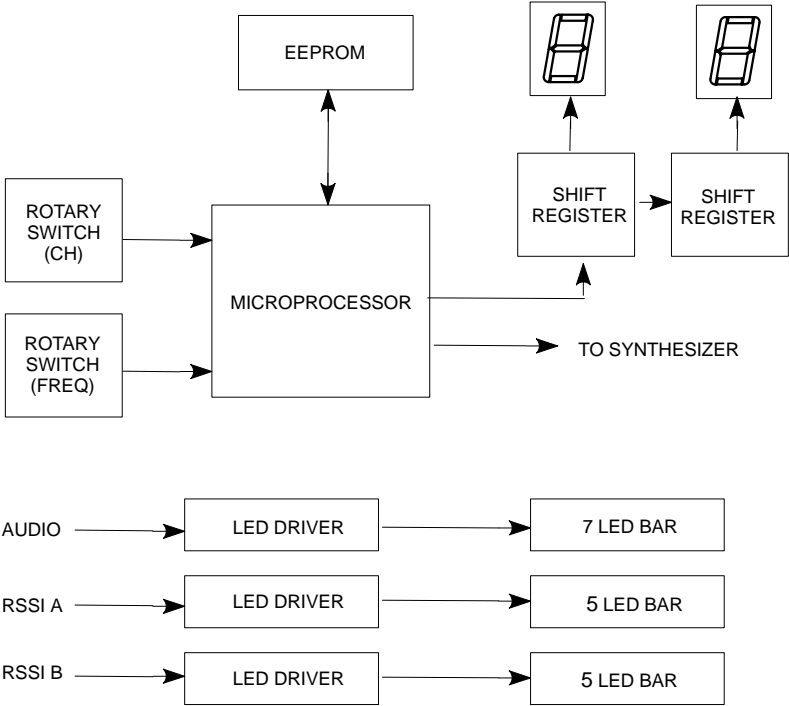 EEPROM
SHIFT
REGISTER
SHIFT
REGISTER
ROTARY
SWITCH
(CH)
MICROPROCESSOR
ROTARY
SWITCH
(FREQ)
TO SYNTHESIZER
AUDIO
LED DRIVER
7 LED BAR
RSSI A
LED DRIVER
5 LED BAR
RSSI B
LED DRIVER
5 LED BAR